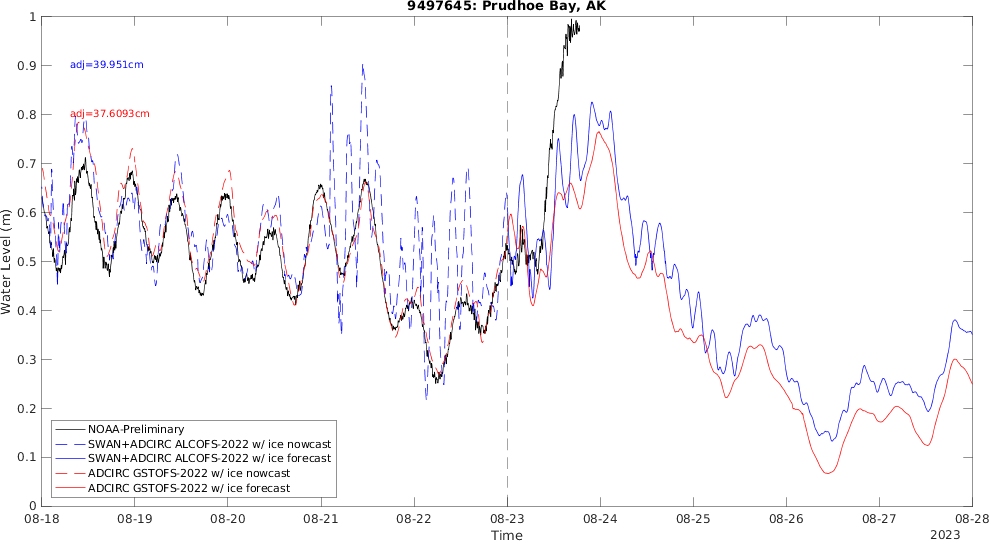 9497645: Prudhoe Bay, AK
1
0.9
0.8
0.7
0.6
0.5
0.4
0.3
0.2
0.1
0
Water Level (m)
adj=39.951cm
adj=37.6093cm
NOAA-Preliminary
SWAN+ADCIRC ALCOFS-2022 w/ ice nowcast
SWAN+ADCIRC ALCOFS-2022 w/ ice forecast
ADCIRC GSTOFS-2022 w/ ice nowcast
ADCIRC GSTOFS-2022 w/ ice forecast
08-18 08-19 08-20 08-21 08-22 08-23 08-24 08-25 08-26 08-27 08-28
Time
2023